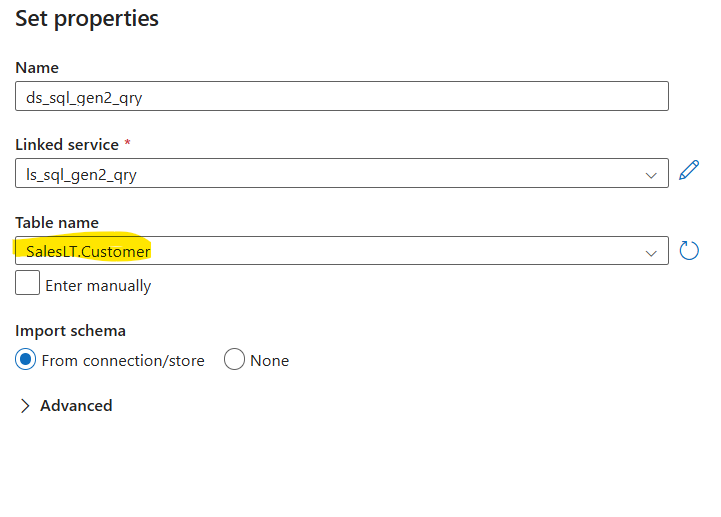 Set properties
Name
ds_sql_gen2_qry
Linked service *
ls_sql_gen2_qry
Table name
SalesLT.Customer
Enter manually
Import schema
From connection/store None
Advanced